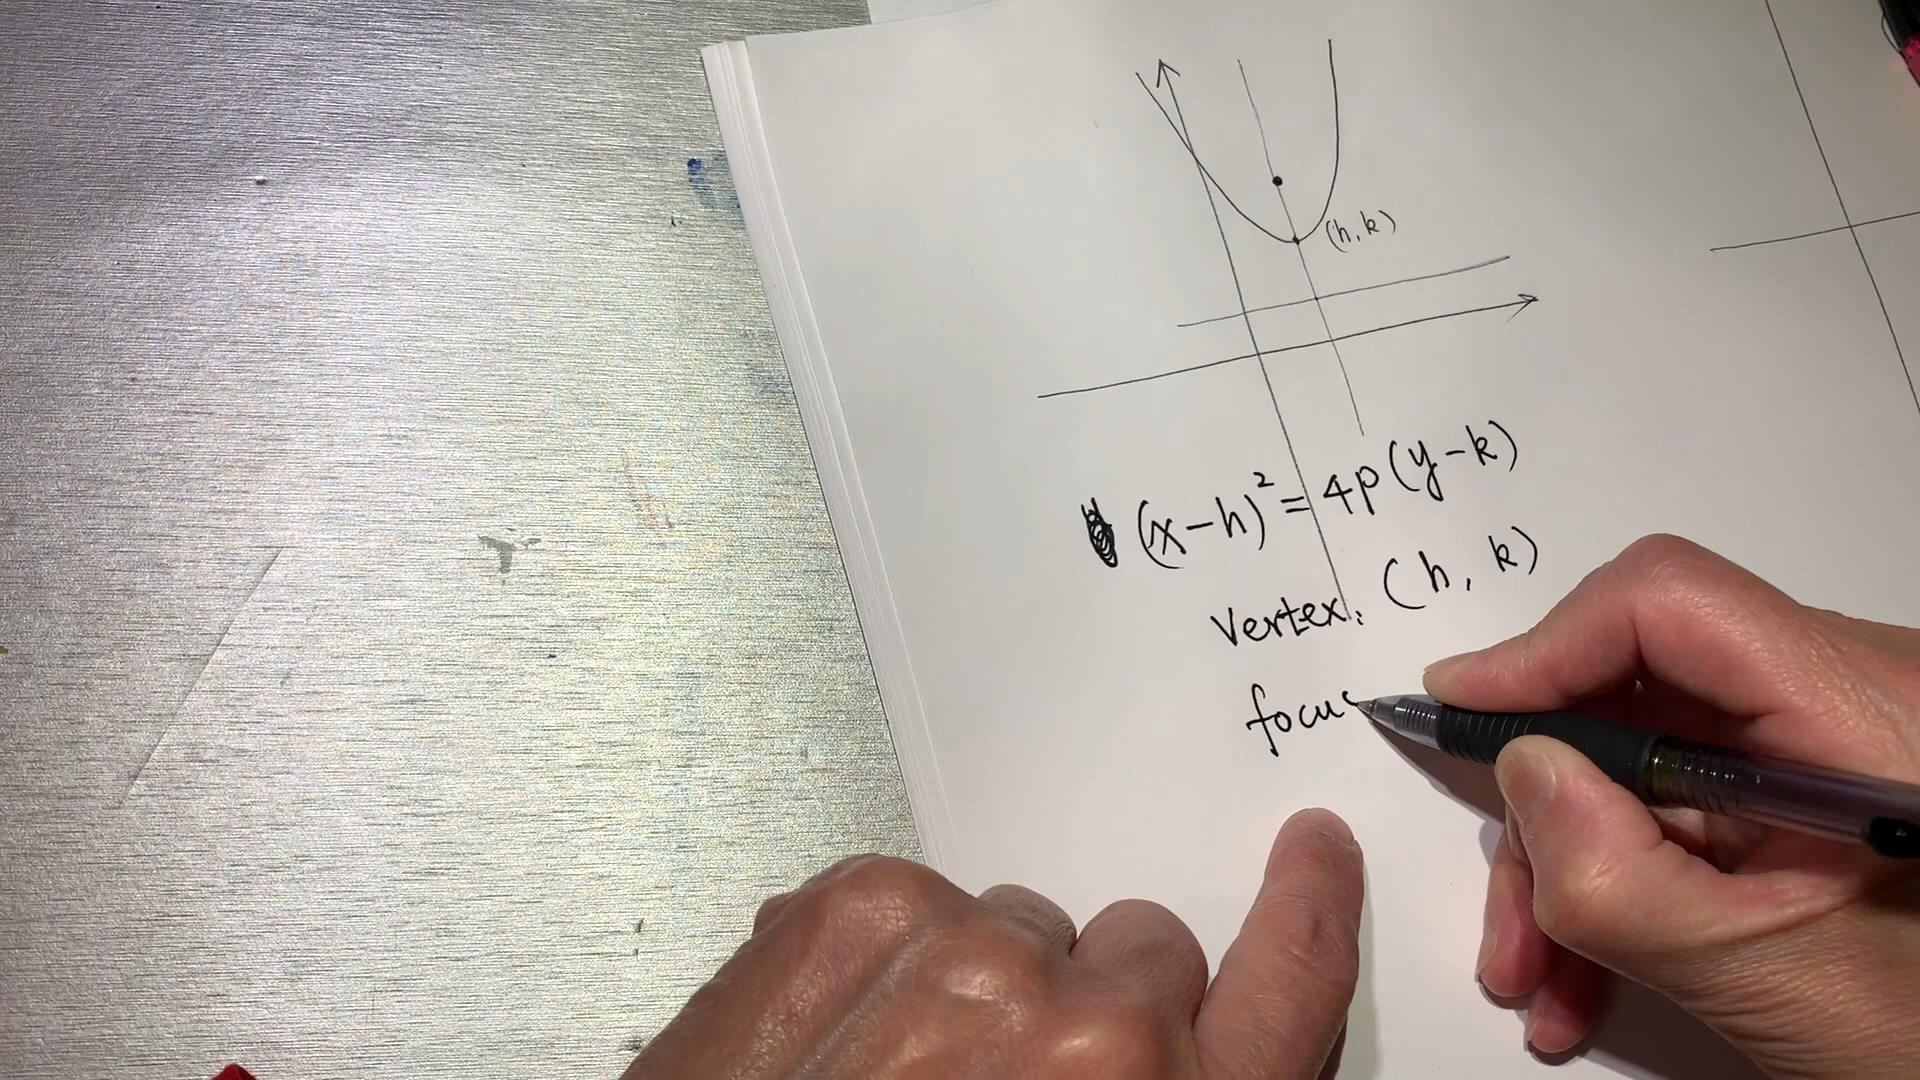 (h, k)
(x-h)²=4p(y-k)
Vertex: (h, k)
focus